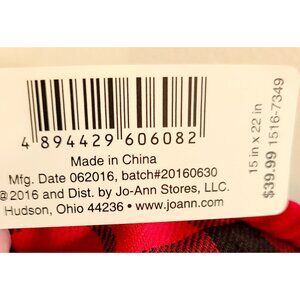 4 894429 606082
Made in China
Mfg. Date 062016, batch#20160630
@2016 and Dist. by Jo-Ann Stores, LLC.
Hudson, Ohio 44236 • www.joann.com
15 in x 22 in
$39.99 1516-7349